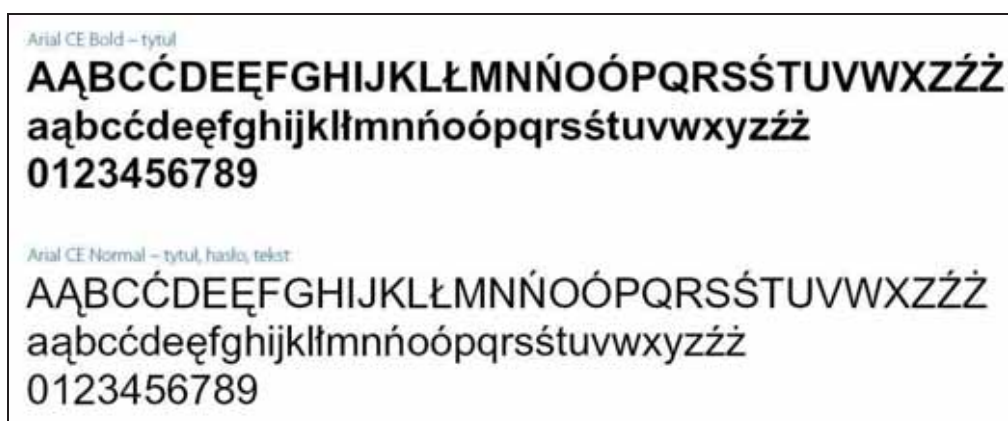 Arial CE Bold – tytuł
AĄBCĆDEĘFGHIJKLŁMNŃOÓPQRSŚTUVWXZŹŻ
aąbcćdeęfghijklłmnńoópqrsśtuvwxyzźż
0123456789
Arial CE Normal – tytuł, hasło, tekst
AĄBCĆDEĘFGHIJKLŁMNŃOÓPQRSŚTUVWXZŹŻ
aąbcćdeęfghijklłmnńoópqrsśtuvwxyzźż
0123456789